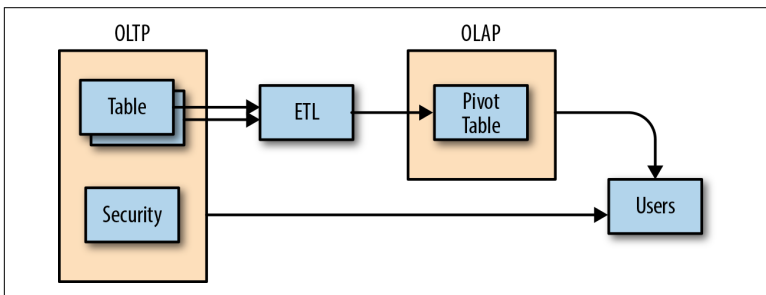 OLTP
OLAP
Table
ETL
Pivot
Table
Security
Users